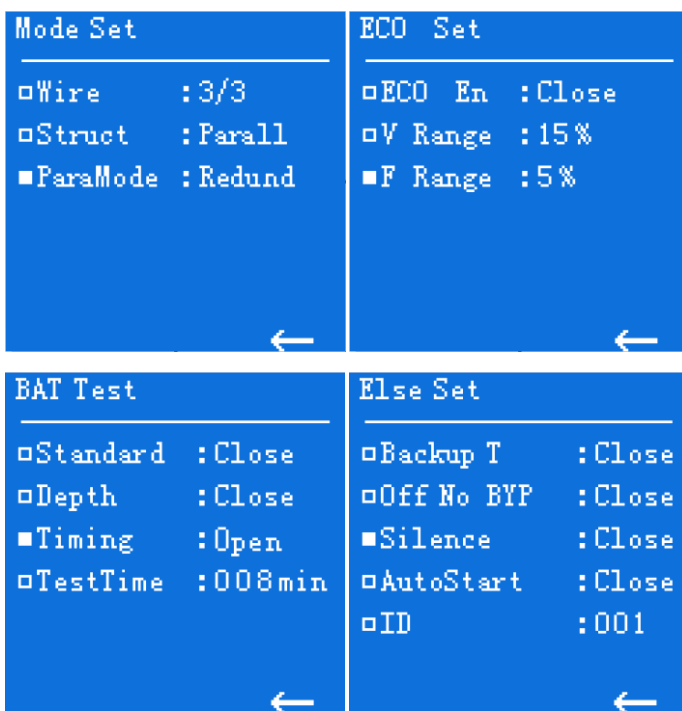 Mode Set
▫Wire :3/3
▫Struct :Parall
▪ParaMode :Redund
←
ECO Set
▫ECO En :Close
▫V Range :15%
▪F Range :5%
←
BAT Test
▫Standard :Close
▫Depth :Close
▪Timing :Open
▫TestTime :008min
←
Else Set
▫Backup T :Close
▫Off No BYP :Close
▪Silence :Close
▫AutoStart :Close
▫ID :001
←